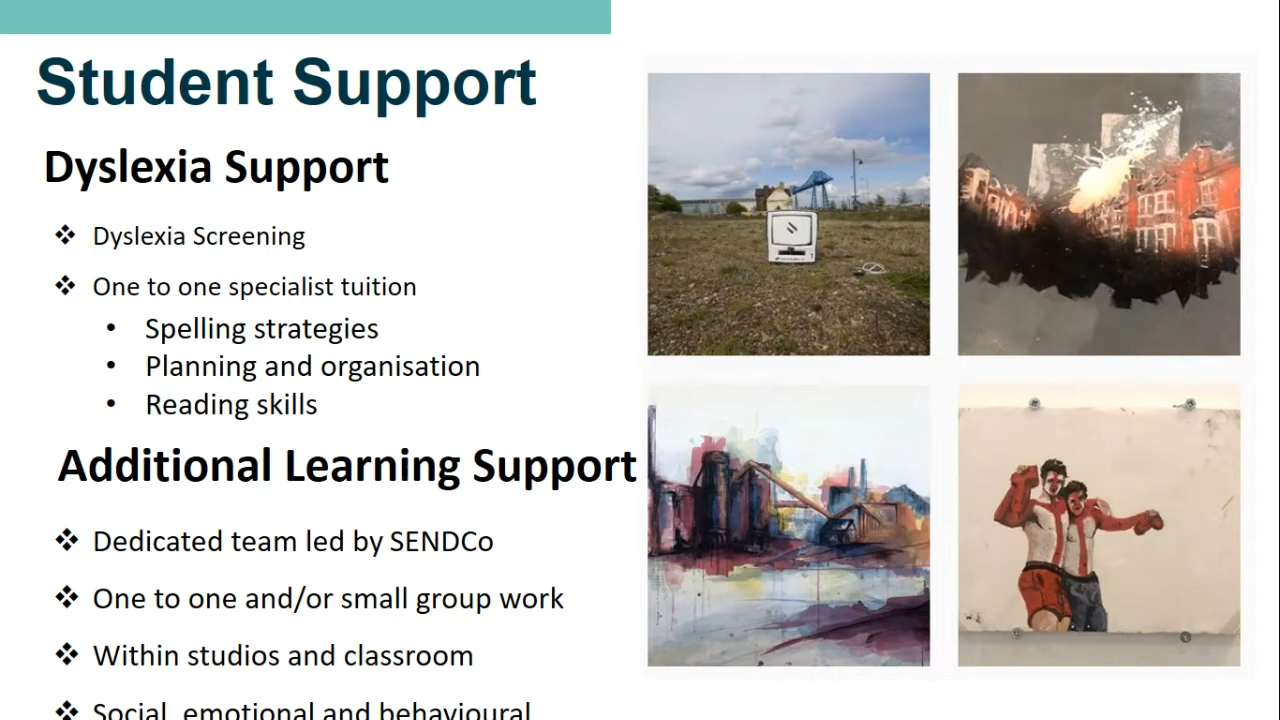 Student Support
Dyslexia Support
❖ Dyslexia Screening
❖ One to one specialist tuition
• Spelling strategies
• Planning and organisation
• Reading skills
Additional Learning Support
❖ Dedicated team led by SENDCo
❖ One to one and/or small group work
❖ Within studios and classroom
❖ Social, emotional and behavioural